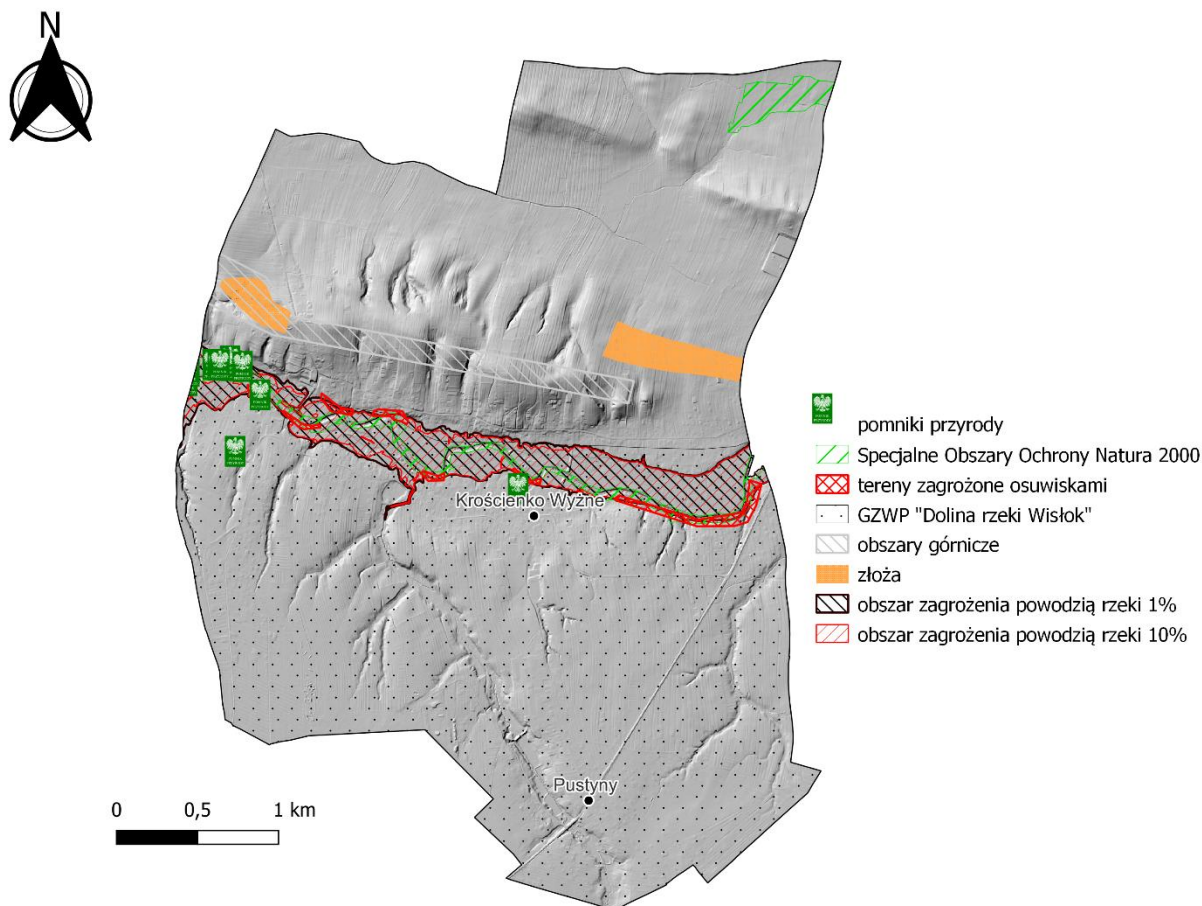 N
pomniki przyrody
Specjalne Obszary Ochrony Natura 2000
tereny zagrożone osuwiskami
GZWP "Dolina rzeki Wisłok"
obszary górnicze
złoża
obszar zagrożenia powodzią rzeki 1%
obszar zagrożenia powodzią rzeki 10%
Krościenko Wyżne
Pustyny
0 0,5 1 km